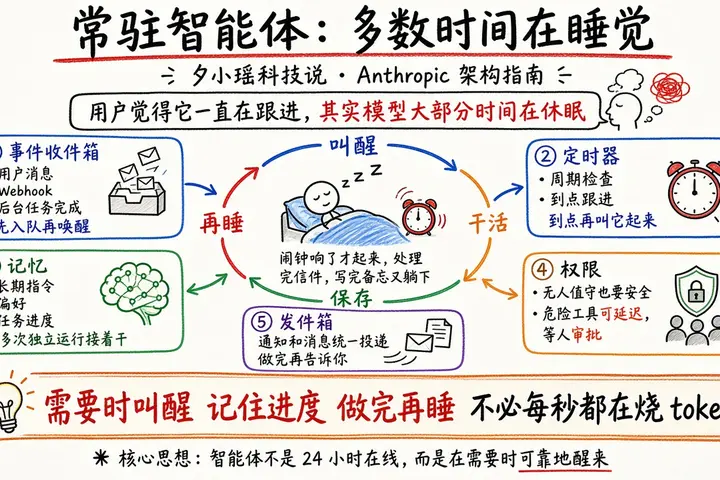 常驻智能体：多数时间在睡觉
夕小瑶科技说・Anthropic 架构指南
用户觉得它一直在跟进，其实模型大部分时间在休眠
事件收件箱
用户消息
Webhook
后台任务完成
先入队再唤醒
叫醒
再睡
干活
保存
z z z
闹钟响了才起来，处理
完信件，写完备忘又躺下
② 定时器
• 周期检查
• 到点跟进
到点再叫它起来
记忆
长期指令
偏好
任务进度
多次独立运行接着干
④ 权限
• 无人值守也要安全
• 危险工具可延迟，
等人审批
⑤ 发件箱
通知和消息统一投递
做完再告诉你
需要时叫醒 记住进度 做完再睡 不必每秒都在烧 toke
* 核心思想：智能体不是 24 小时在线，而是在需要时可靠地醒来